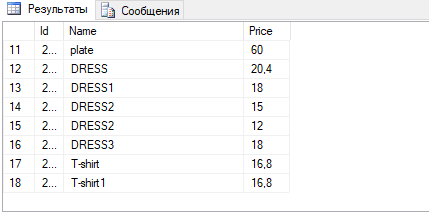 Результаты Сообщения
Id Name Price
11 2... plate 60
12 2... DRESS 20,4
13 2... DRESS1 18
14 2... DRESS2 15
15 2... DRESS2 12
16 2... DRESS3 18
17 2... T-shirt 16,8
18 2... T-shirt1 16,8